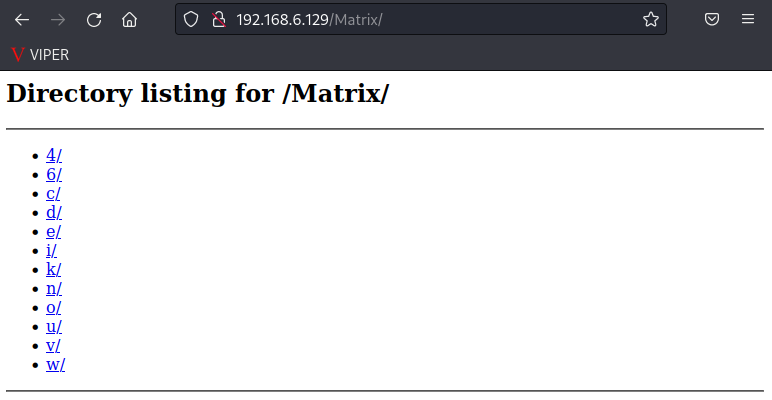 192.168.6.129/Matrix/
V VIPER
Directory listing for /Matrix/
4/
6/
c/
d/
e/
i/
k/
n/
o/
u/
v/
w/